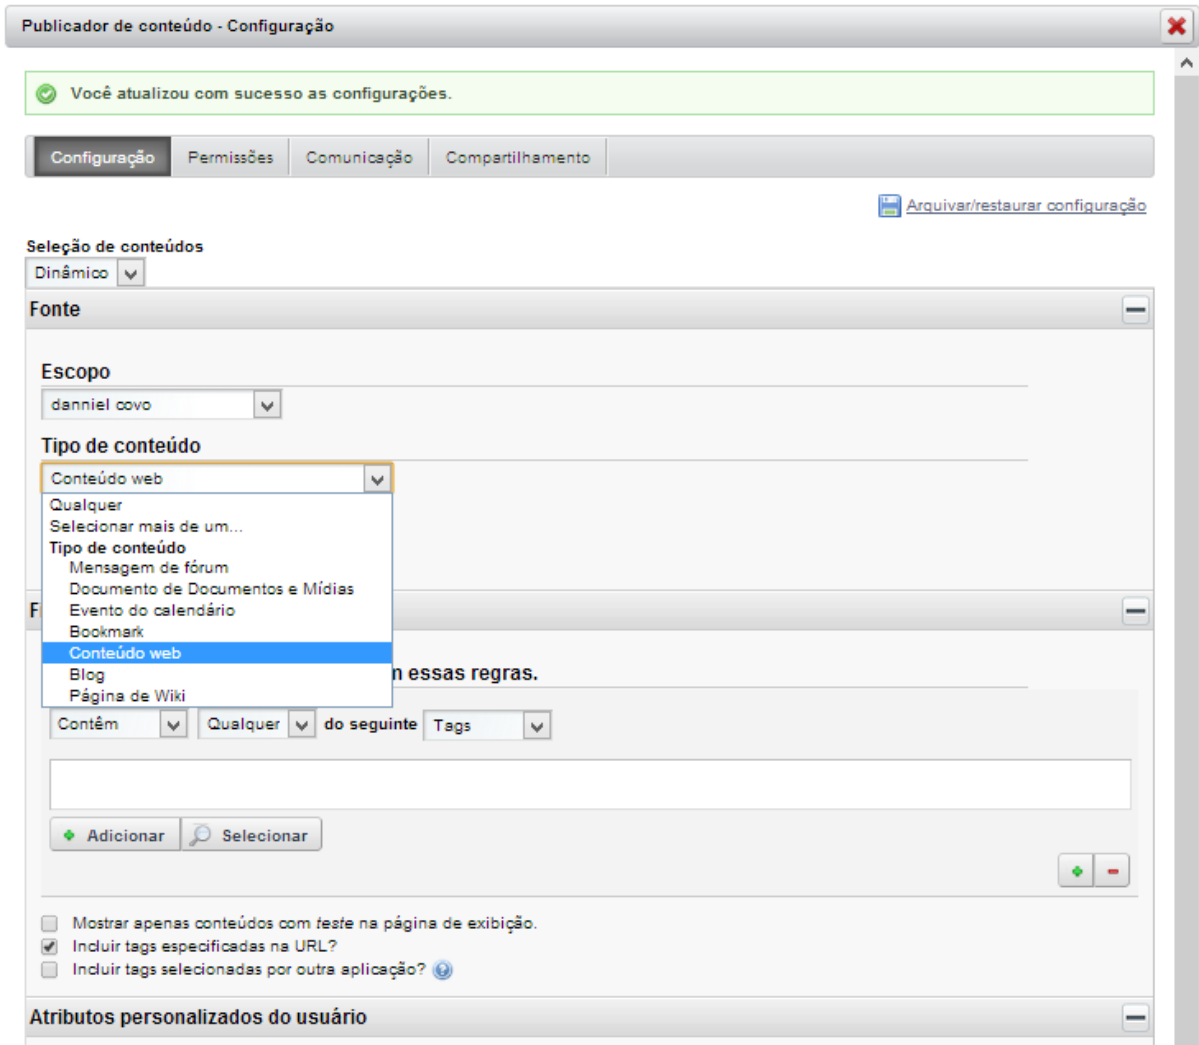 Publicador de conteúdo - Configuração
Você atualizou com sucesso as configurações.
Configuração Permissões Comunicação Compartilhamento
Arquivar/restaurar configuração
Seleção de conteúdos
Dinâmico
Fonte
Escopo
danniel covo
Tipo de conteúdo
Conteúdo web
Qualquer
Selecionar mais de um...
Tipo de conteúdo
Mensagem de fórum
Documento de Documentos e Mídias
Evento do calendário
Bookmark
Conteúdo web
Blog
Página de Wiki
essas regras.
Contêm Qualquer do seguinte Tags
Adicionar Selecionar
Mostrar apenas conteúdos com teste na página de exibição.
Incluir tags especificadas na URL?
Incluir tags selecionadas por outra aplicação?
Atributos personalizados do usuário